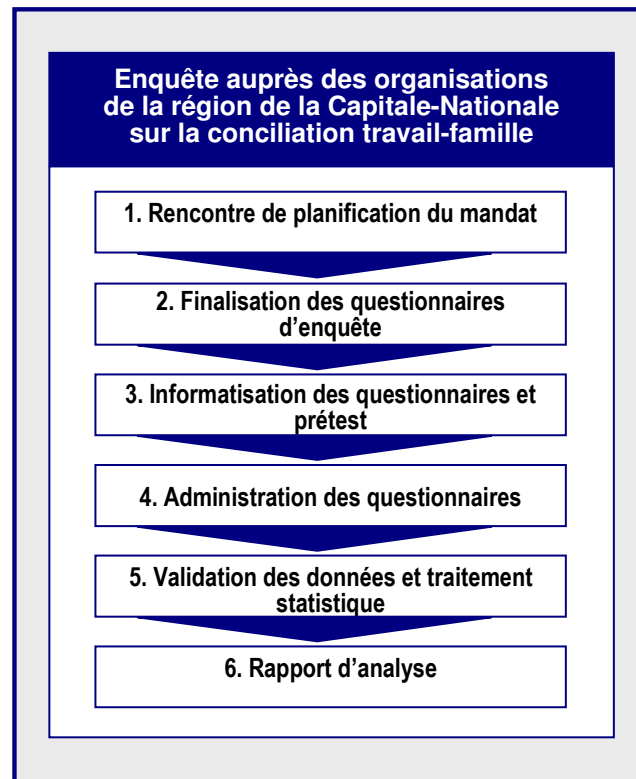 Enquête auprès des organisations
de la région de la Capitale-Nationale
sur la conciliation travail-famille
1. Rencontre de planification du mandat
2. Finalisation des questionnaires
d’enquête
3. Informatisation des questionnaires et
prétest
4. Administration des questionnaires
5. Validation des données et traitement
statistique
6. Rapport d’analyse